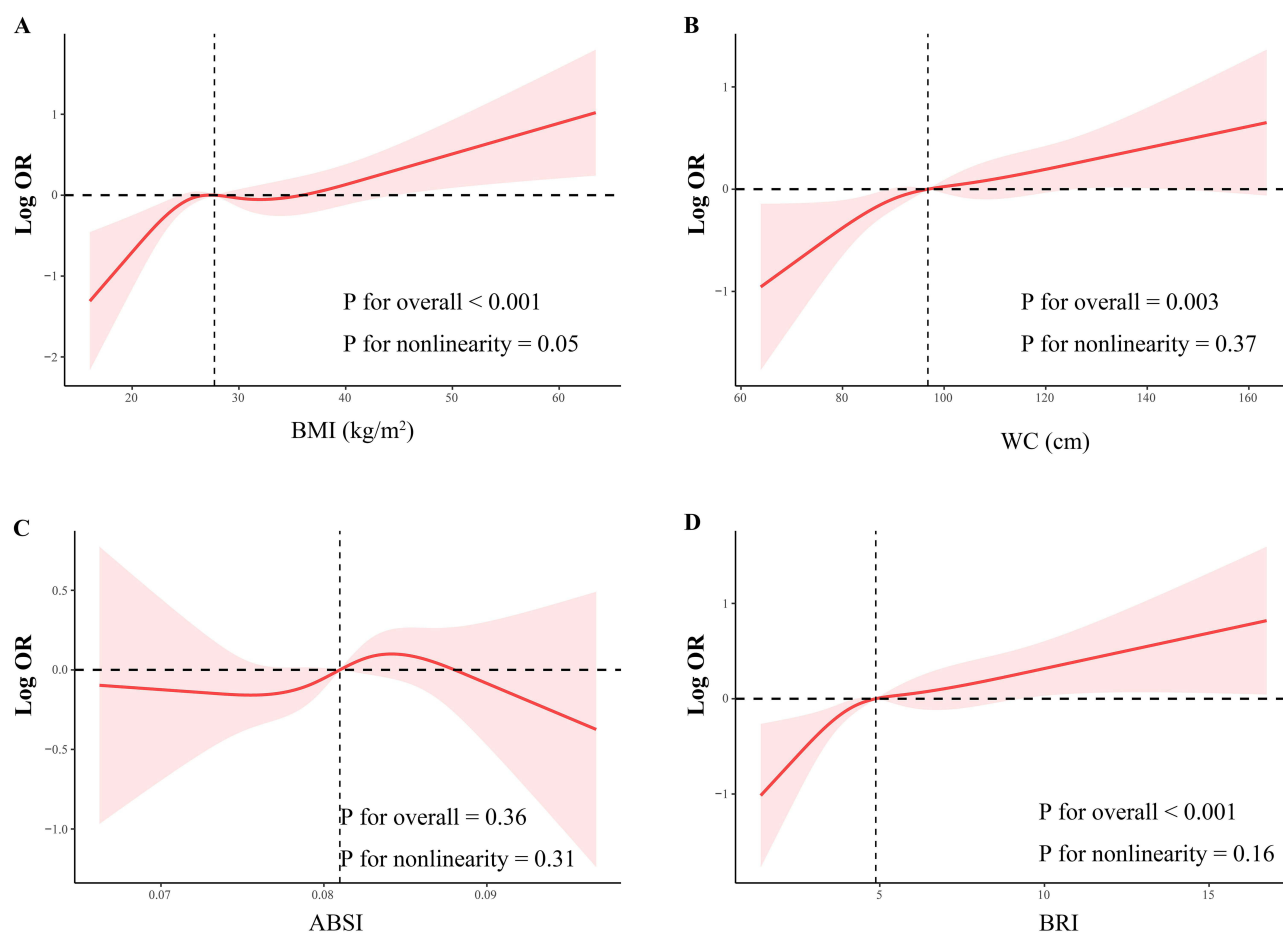 A
Log OR
1
0
−1
−2
P for overall < 0.001
P for nonlinearity = 0.05
20 30 40 50 60
BMI (kg/m²)
B
Log OR
1
0
−1
P for overall = 0.003
P for nonlinearity = 0.37
60 80 100 120 140 160
WC (cm)
C
Log OR
0.5
0.0
−0.5
−1.0
P for overall = 0.36
P for nonlinearity = 0.31
0.07 0.08 0.09
ABSI
D
Log OR
1
0
−1
P for overall < 0.001
P for nonlinearity = 0.16
5 10 15
BRI